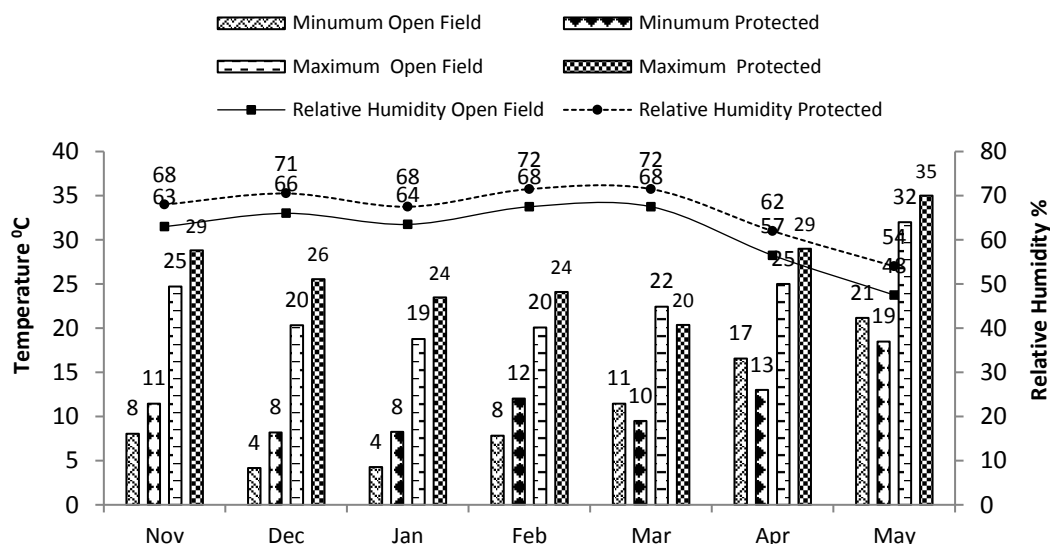 Minumum Open Field Minumum Protected
Maximum Open Field Maximum Protected
Relative Humidity Open Field Relative Humidity Protected
Temperature ⁰C
40
35
30
25
20
15
10
5
0
68 71 68 72 72 62 54
63 66 64 68 68 57 48
8 11 25 29
4 8 20 26
4 8 19 24
8 12 20 24
11 10 22 20
17 13 25 29
21 19 32 35
Nov Dec Jan Feb Mar Apr May
80
70
60
50
40
30
20
10
0
Relative Humidity %